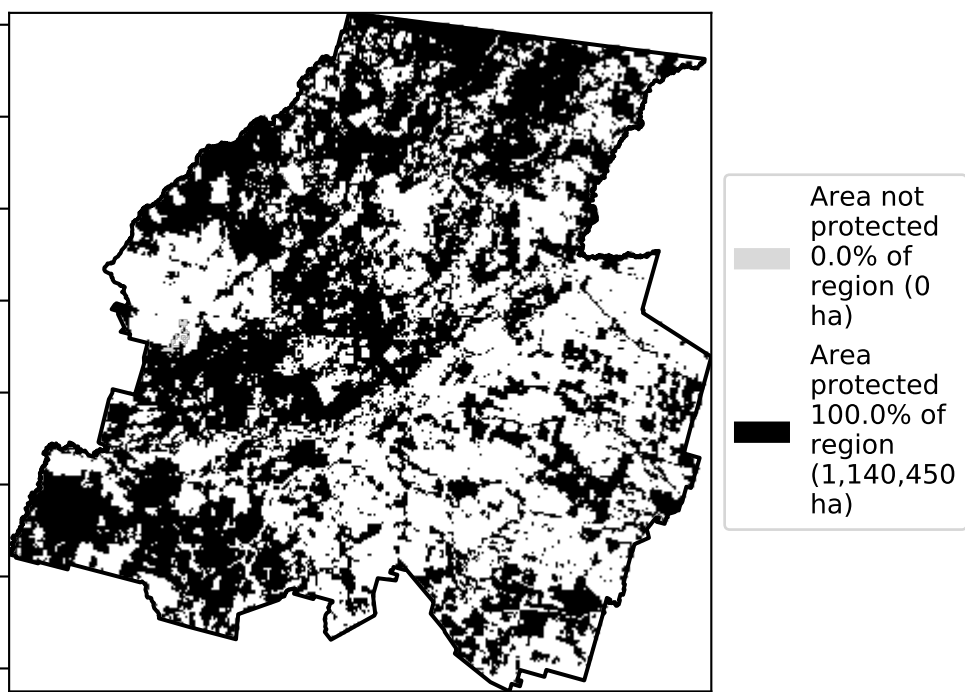 Area not
protected
0.0% of
region (0
ha)
Area
protected
100.0% of
region
(1,140,450
ha)